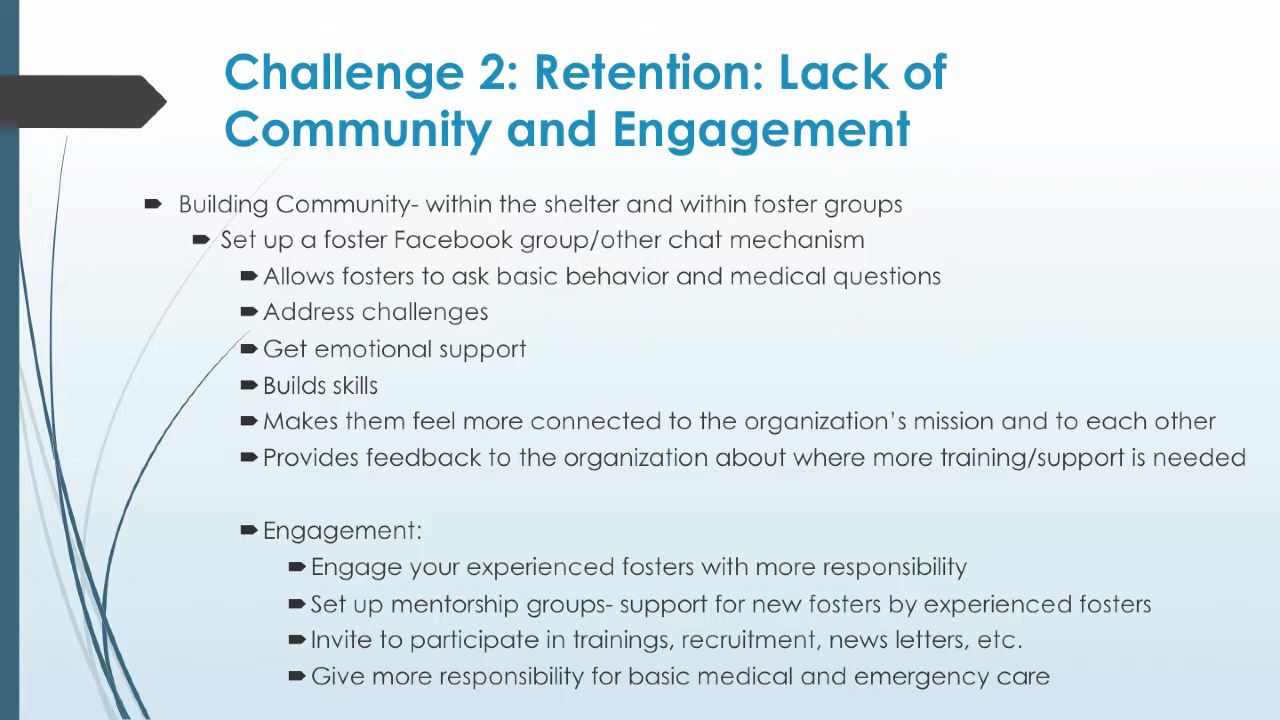 Challenge 2: Retention: Lack of
Community and Engagement
Building Community- within the shelter and within foster groups
Set up a foster Facebook group/other chat mechanism
Allows fosters to ask basic behavior and medical questions
Address challenges
Get emotional support
Builds skills
Makes them feel more connected to the organization’s mission and to each other
Provides feedback to the organization about where more training/support is needed
Engagement:
Engage your experienced fosters with more responsibility
Set up mentorship groups- support for new fosters by experienced fosters
Invite to participate in trainings, recruitment, news letters, etc.
Give more responsibility for basic medical and emergency care